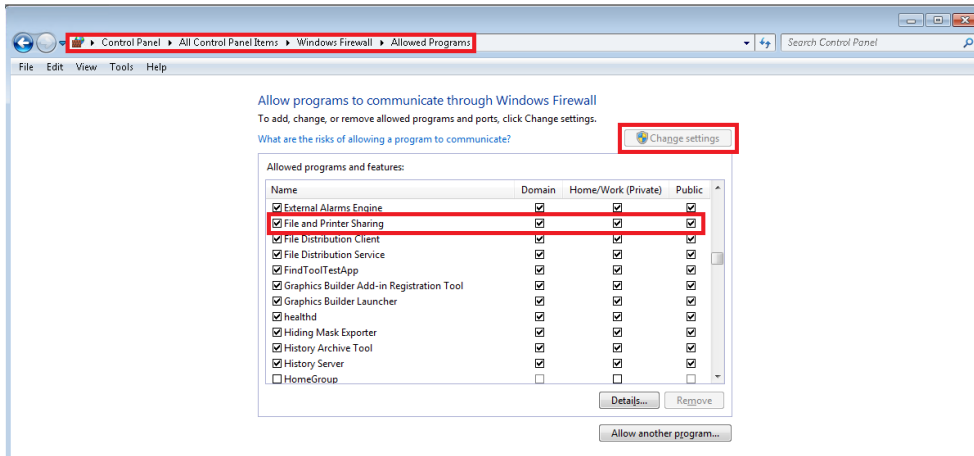 Control Panel ▸ All Control Panel Items ▸ Windows Firewall ▸ Allowed Programs
Search Control Panel
File Edit View Tools Help
Allow programs to communicate through Windows Firewall
To add, change, or remove allowed programs and ports, click Change settings.
What are the risks of allowing a program to communicate?
Change settings
Allowed programs and features:
Name Domain Home/Work (Private) Public
External Alarms Engine
File and Printer Sharing
File Distribution Client
File Distribution Service
FindToolTestApp
Graphics Builder Add-in Registration Tool
Graphics Builder Launcher
healthd
Hiding Mask Exporter
History Archive Tool
History Server
HomeGroup
Details... Remove
Allow another program...